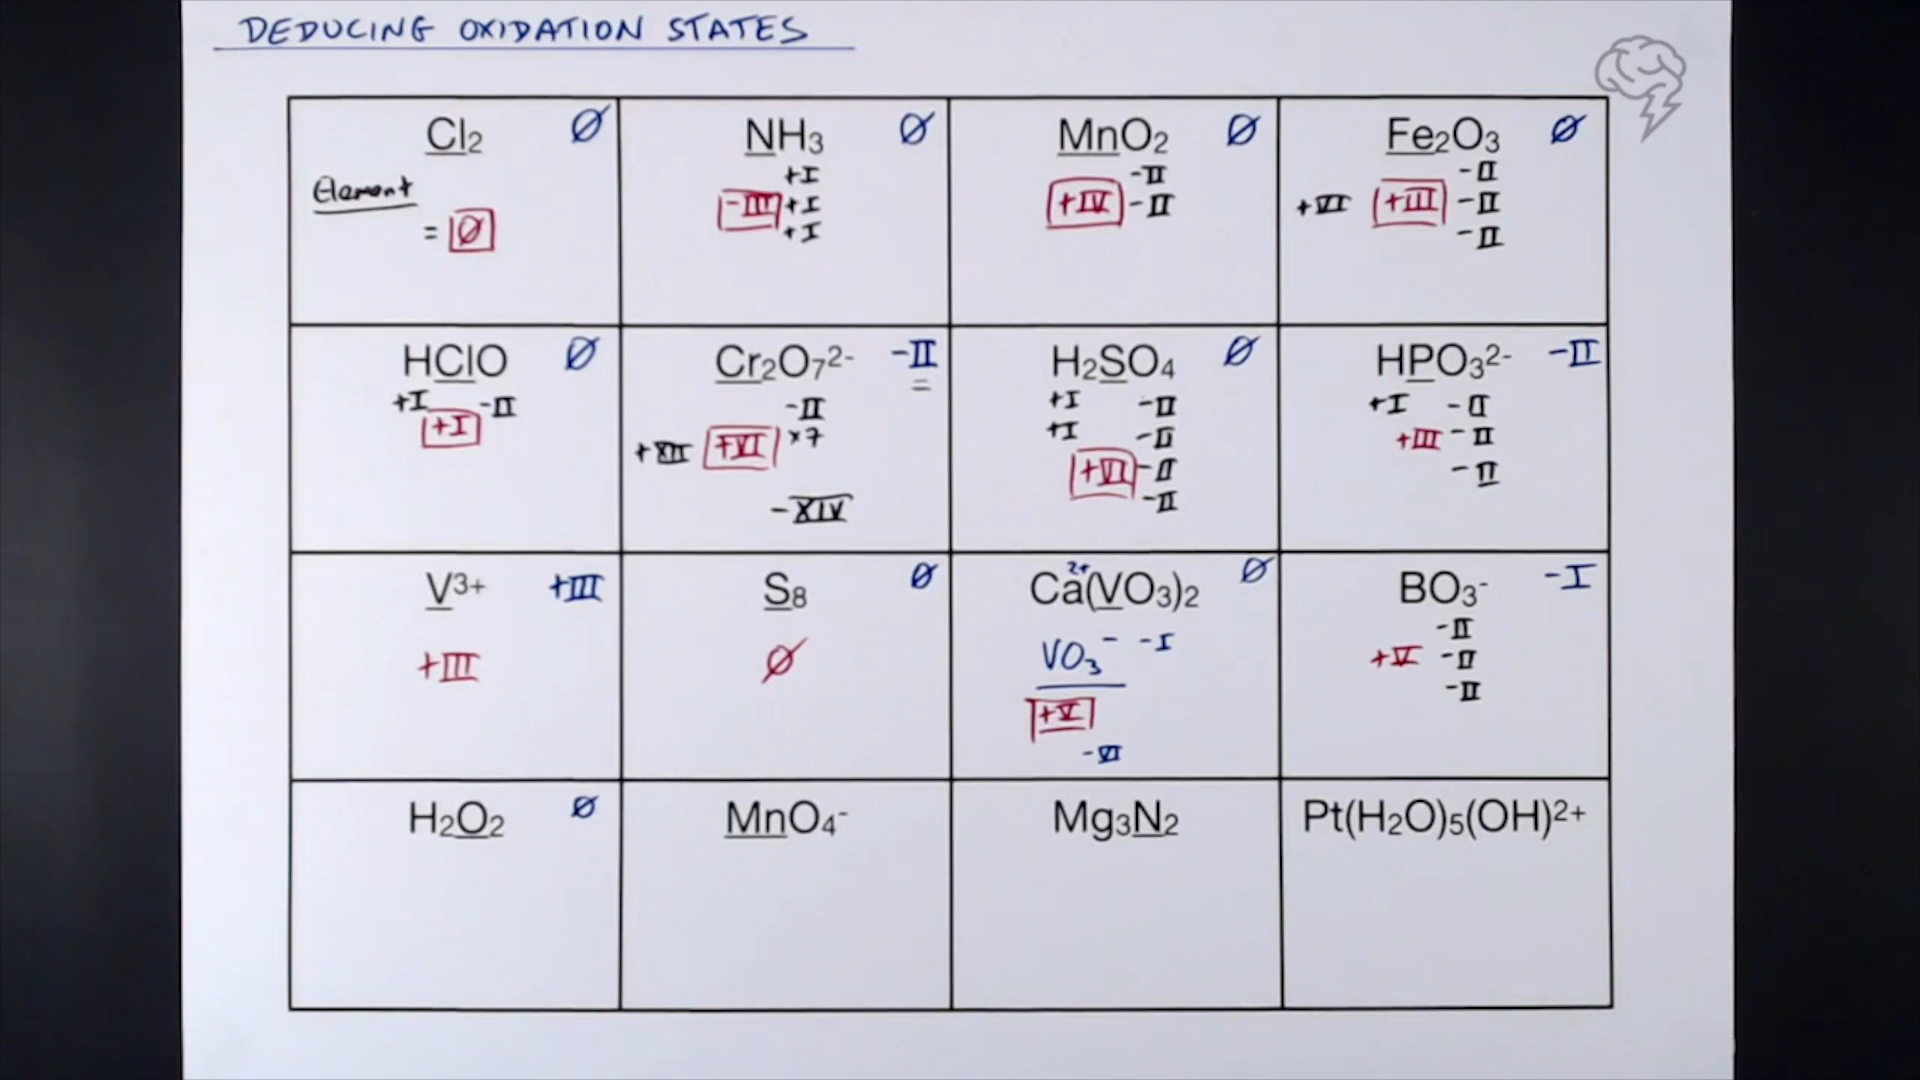 DEDUCING OXIDATION STATES
Cl2 Ø
Element
= Ø
NH3 Ø
+I
-III +I
+I
MnO2 Ø
-II
+IV -II
Fe2O3 Ø
-II
+VI +III -II
-II
HClO Ø
+I -II
+I
Cr2O7 2- -II
-II
+XII +VI x7
-XIV
H2SO4 Ø
+I -II
+I -II
+VI -II
-II
HPO3 2- -II
+I -II
+III -II
-II
V3+ +III
+III
S8 Ø
Ø
2+
Ca(VO3)2 Ø
VO3 - -I
+V
-VI
BO3- -I
-II
+V -II
-II
H2O2 Ø
MnO4-
Mg3N2
Pt(H2O)5(OH)2+